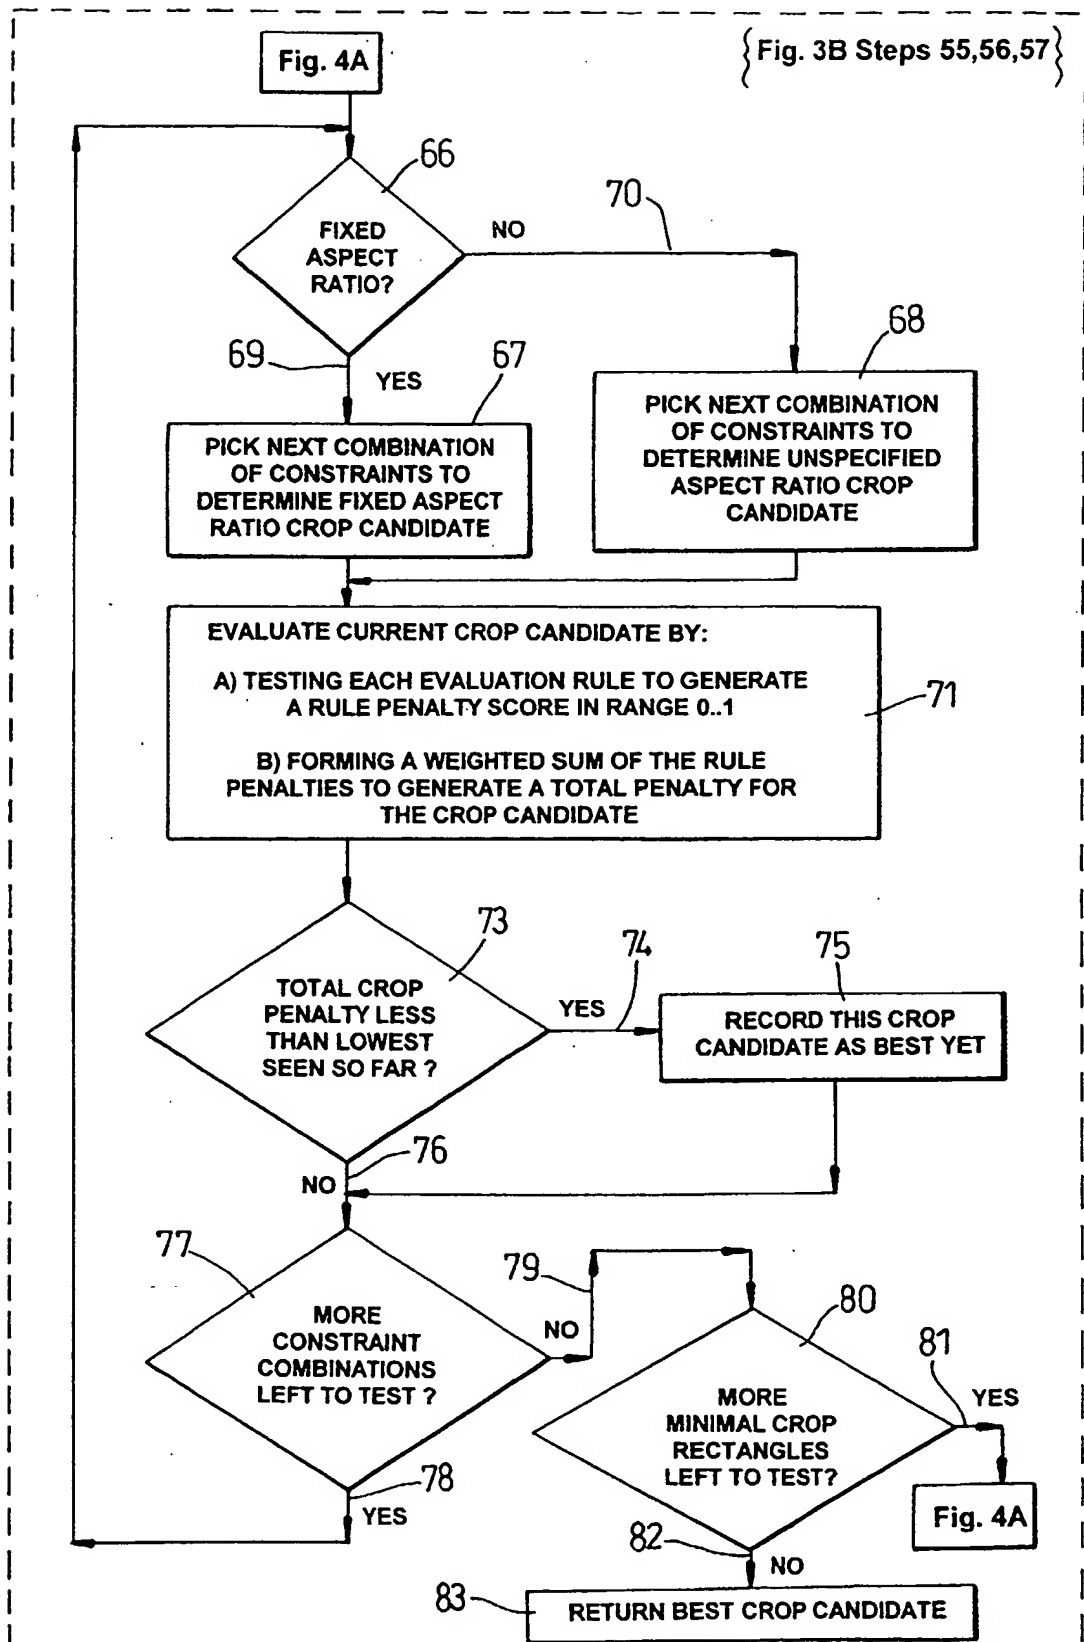 Fig. 4A
{Fig. 3B Steps 55,56,57}
66
FIXED
ASPECT
RATIO?
NO
70
69
YES
67
68
PICK NEXT COMBINATION
OF CONSTRAINTS TO
DETERMINE FIXED ASPECT
RATIO CROP CANDIDATE
PICK NEXT COMBINATION
OF CONSTRAINTS TO
DETERMINE UNSPECIFIED
ASPECT RATIO CROP
CANDIDATE
EVALUATE CURRENT CROP CANDIDATE BY:
A) TESTING EACH EVALUATION RULE TO GENERATE
A RULE PENALTY SCORE IN RANGE 0..1
B) FORMING A WEIGHTED SUM OF THE RULE
PENALTIES TO GENERATE A TOTAL PENALTY FOR
THE CROP CANDIDATE
71
73
TOTAL CROP
PENALTY LESS
THAN LOWEST
SEEN SO FAR ?
YES
74
75
RECORD THIS CROP
CANDIDATE AS BEST YET
76
NO
77
MORE
CONSTRAINT
COMBINATIONS
LEFT TO TEST ?
NO
79
78
YES
80
MORE
MINIMAL CROP
RECTANGLES
LEFT TO TEST?
81
YES
Fig. 4A
82
NO
83
RETURN BEST CROP CANDIDATE